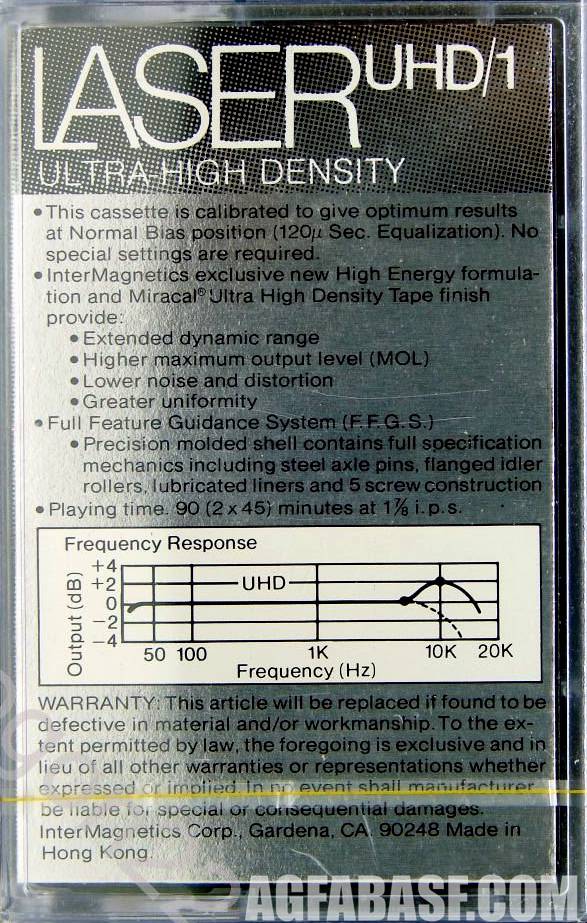 LASER UHD/1
ULTRA HIGH DENSITY
• This cassette is calibrated to give optimum results
at Normal Bias position (120µ Sec. Equalization). No
special settings are required.
• InterMagnetics exclusive new High Energy formula-
tion and Miracal® Ultra High Density Tape finish
provide:
• Extended dynamic range
• Higher maximum output level (MOL)
• Lower noise and distortion
• Greater uniformity
• Full Feature Guidance System (F.F.G.S.)
• Precision molded shell contains full specification
mechanics including steel axle pins, flanged idler
rollers, lubricated liners and 5 screw construction
• Playing time. 90 (2 x 45) minutes at 1⅞ i.p.s.
Frequency Response
Output (dB)
+4
+2
0
−2
−4
UHD
50 100 1K 10K 20K
Frequency (Hz)
WARRANTY: This article will be replaced if found to be
defective in material and/or workmanship. To the ex-
tent permitted by law, the foregoing is exclusive and in
lieu of all other warranties or representations whether
expressed or implied. In no event shall manufacturer
be liable for special or consequential damages.
InterMagnetics Corp., Gardena, CA. 90248 Made in
Hong Kong.
AGFABASE.COM